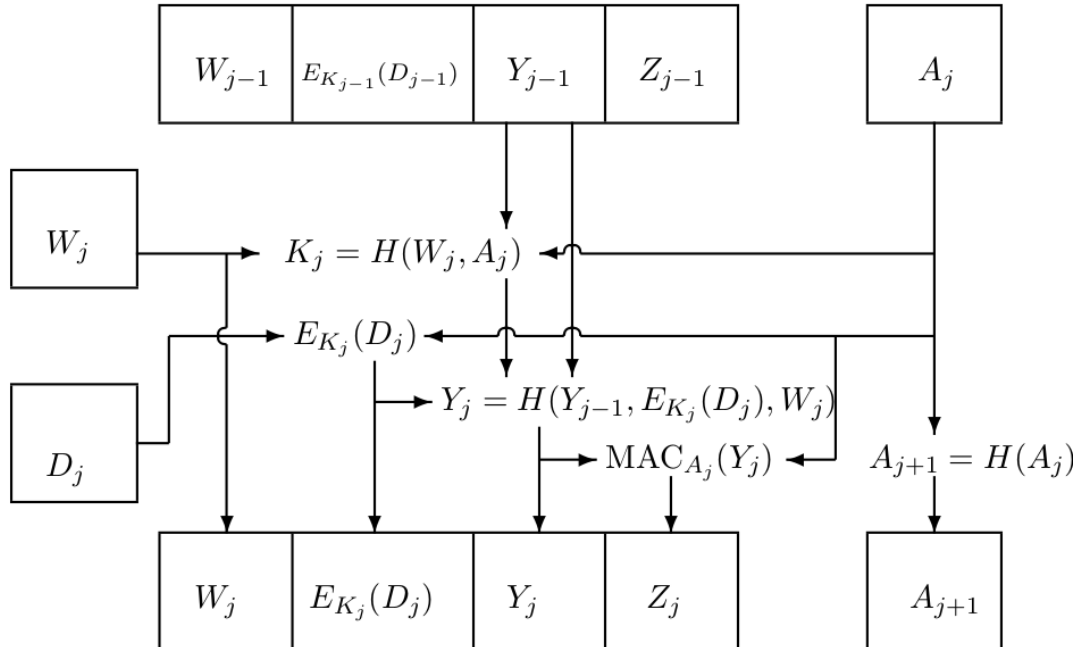 W_{j-1} E_{K_{j-1}}(D_{j-1}) Y_{j-1} Z_{j-1} A_j
W_j K_j = H(W_j, A_j)
E_{K_j}(D_j)
Y_j = H(Y_{j-1}, E_{K_j}(D_j), W_j)
D_j MAC_{A_j}(Y_j) A_{j+1} = H(A_j)
W_j E_{K_j}(D_j) Y_j Z_j A_{j+1}